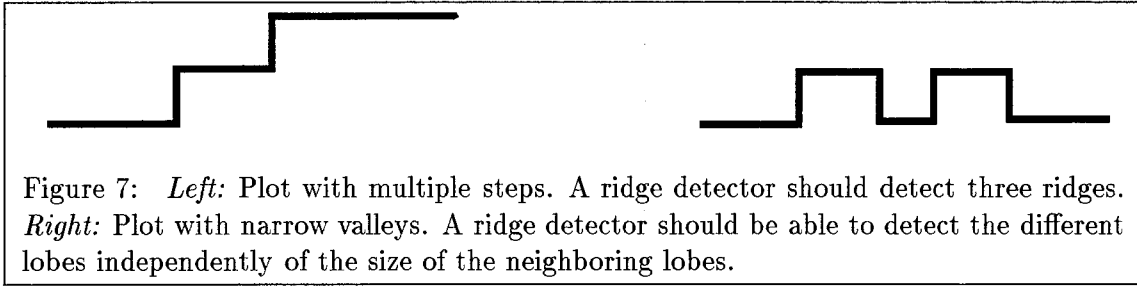 Figure 7: Left: Plot with multiple steps. A ridge detector should detect three ridges.
Right: Plot with narrow valleys. A ridge detector should be able to detect the different
lobes independently of the size of the neighboring lobes.